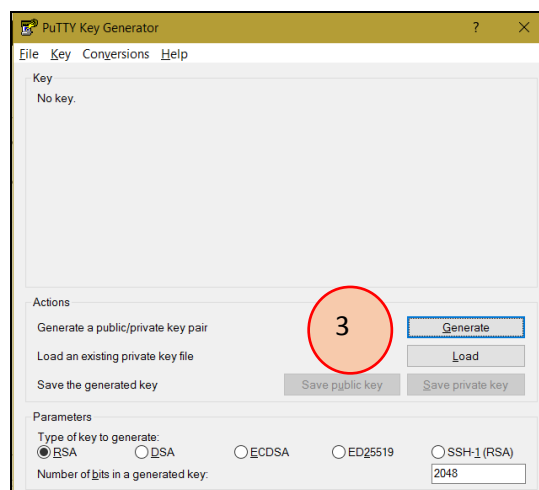 PuTTY Key Generator ? ×
File Key Conversions Help
Key
No key.
Actions
Generate a public/private key pair 3 Generate
Load an existing private key file Load
Save the generated key Save public key Save private key
Parameters
Type of key to generate:
RSA DSA ECDSA ED25519 SSH-1 (RSA)
Number of bits in a generated key: 2048